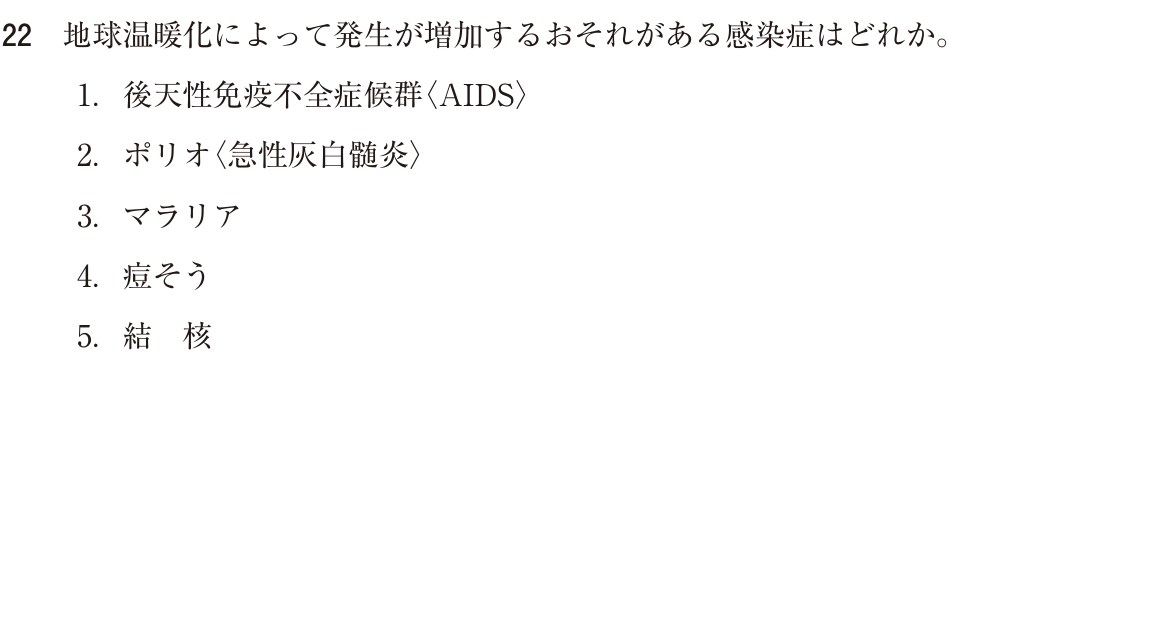 22 地球温暖化によって発生が増加するおそれがある感染症はどれか。
1. 後天性免疫不全症候群〈AIDS〉
2. ポリオ〈急性灰白髄炎〉
3. マラリア
4. 痘そう
5. 結　核